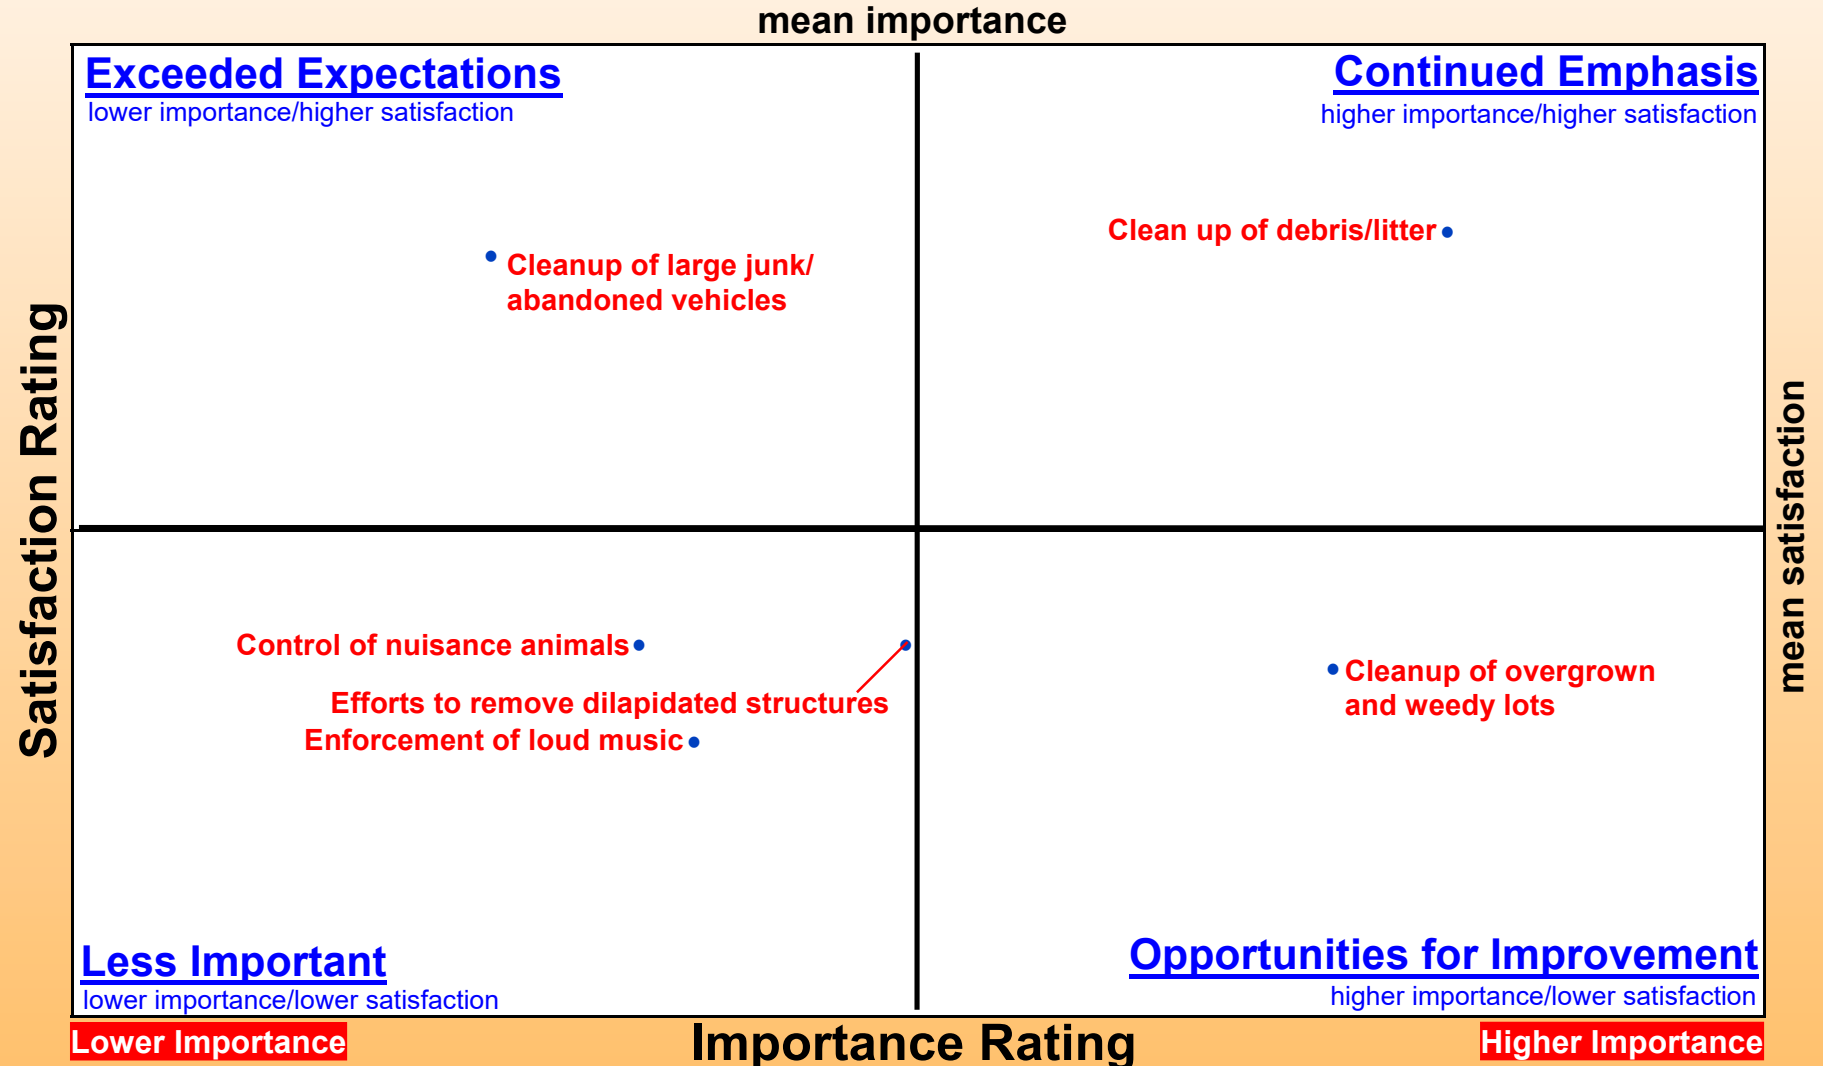 mean importance
Exceeded Expectations
lower importance/higher satisfaction
Continued Emphasis
higher importance/higher satisfaction
Clean up of debris/litter
Cleanup of large junk/
abandoned vehicles
Satisfaction Rating
mean satisfaction
Control of nuisance animals
Efforts to remove dilapidated structures
Enforcement of loud music
Cleanup of overgrown
and weedy lots
Less Important
lower importance/lower satisfaction
Opportunities for Improvement
higher importance/lower satisfaction
Lower Importance
Importance Rating
Higher Importance